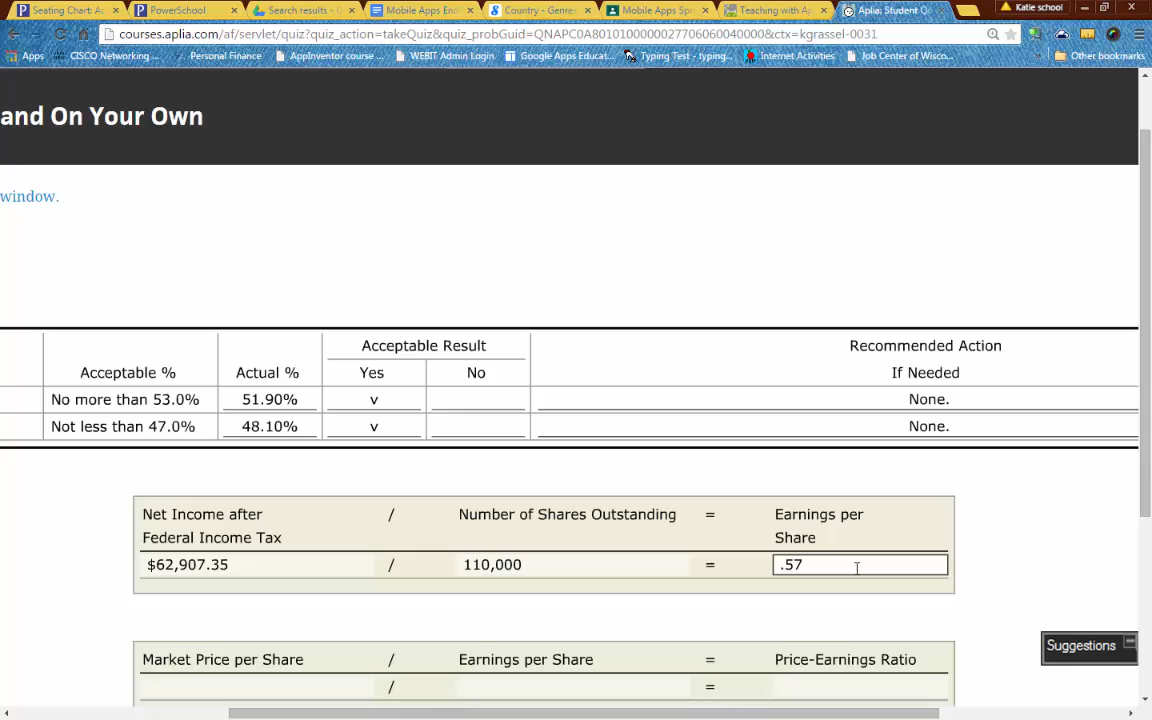 Seating Chart: A
PowerSchool
Search results - G
Mobile Apps End
Country - Genre
Mobile Apps Spr
Teaching with Ap
Aplia: Student Qu
Katie school
courses.aplia.com/af/servlet/quiz?quiz_action=takeQuiz&quiz_probGuid=QNAPC0A8010100000027706060040000&ctx=kgrassel-0031
Apps
CISCO Networking ...
Personal Finance
AppInventor course ...
WEBIT Admin Login
Google Apps Educat...
Typing Test - typing...
Internet Activities
Job Center of Wisco...
Other bookmarks
and On Your Own
window.
Acceptable Result Recommended Action
Acceptable % Actual % Yes No If Needed
No more than 53.0% 51.90% v None.
Not less than 47.0% 48.10% v None.
Net Income after / Number of Shares Outstanding = Earnings per
Federal Income Tax Share
$62,907.35 / 110,000 = .57
Suggestions
Market Price per Share / Earnings per Share = Price-Earnings Ratio
/ =